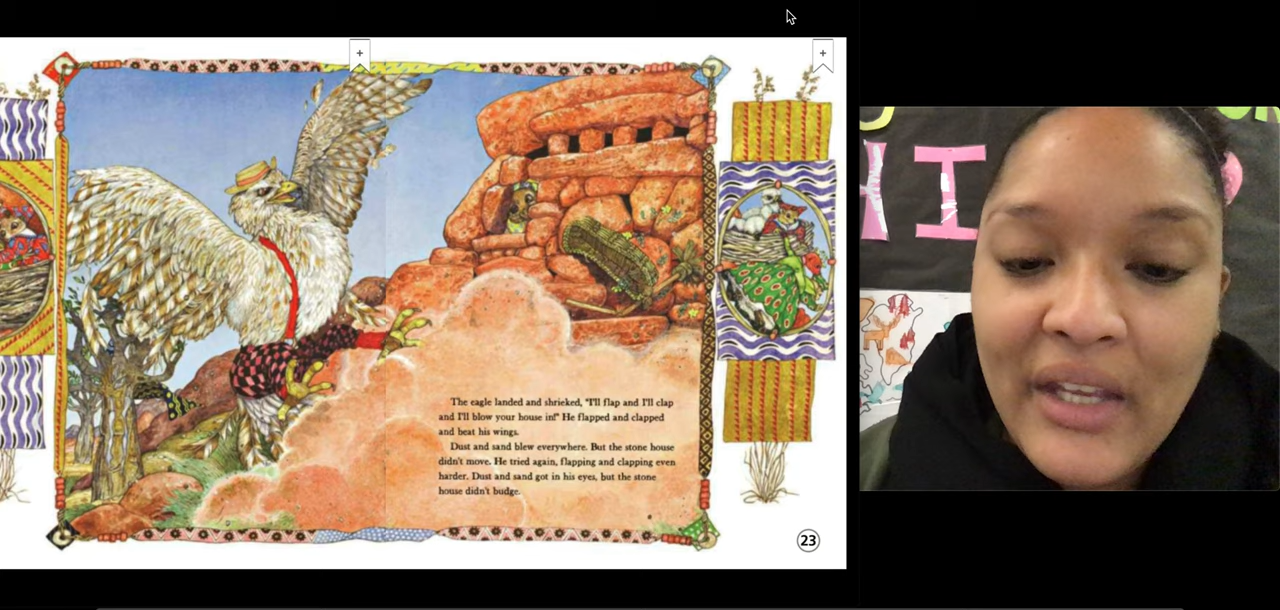 The eagle landed and shrieked, "I'll flap and I'll clap
and I'll blow your house in!" He flapped and clapped
and beat his wings.
Dust and sand blew everywhere. But the stone house
didn't move. He tried again, flapping and clapping even
harder. Dust and sand got in his eyes, but the stone
house didn't budge.
23
HI